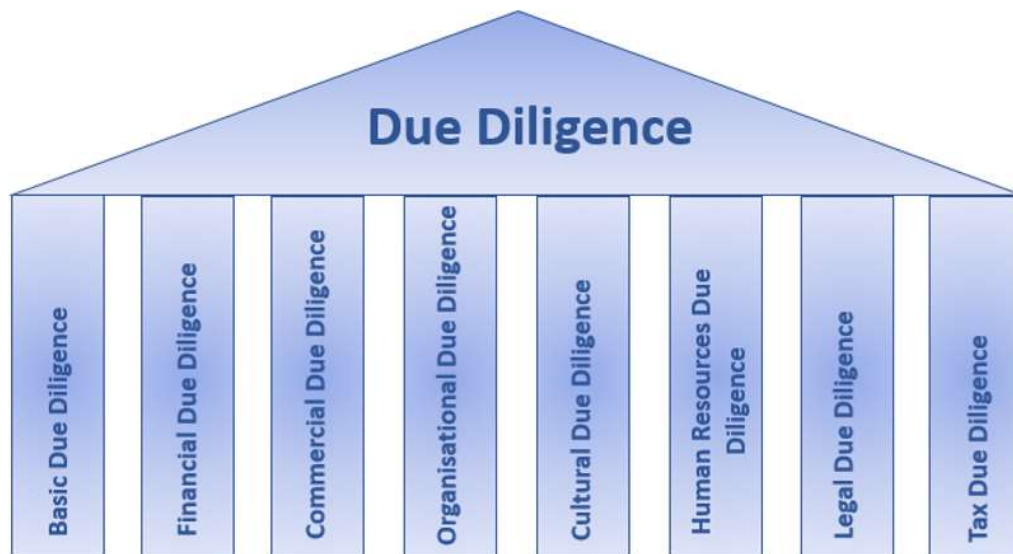 Due Diligence
Basic Due Diligence
Financial Due Diligence
Commercial Due Diligence
Organisational Due Diligence
Cultural Due Diligence
Human Resources Due
Diligence
Legal Due Diligence
Tax Due Diligence